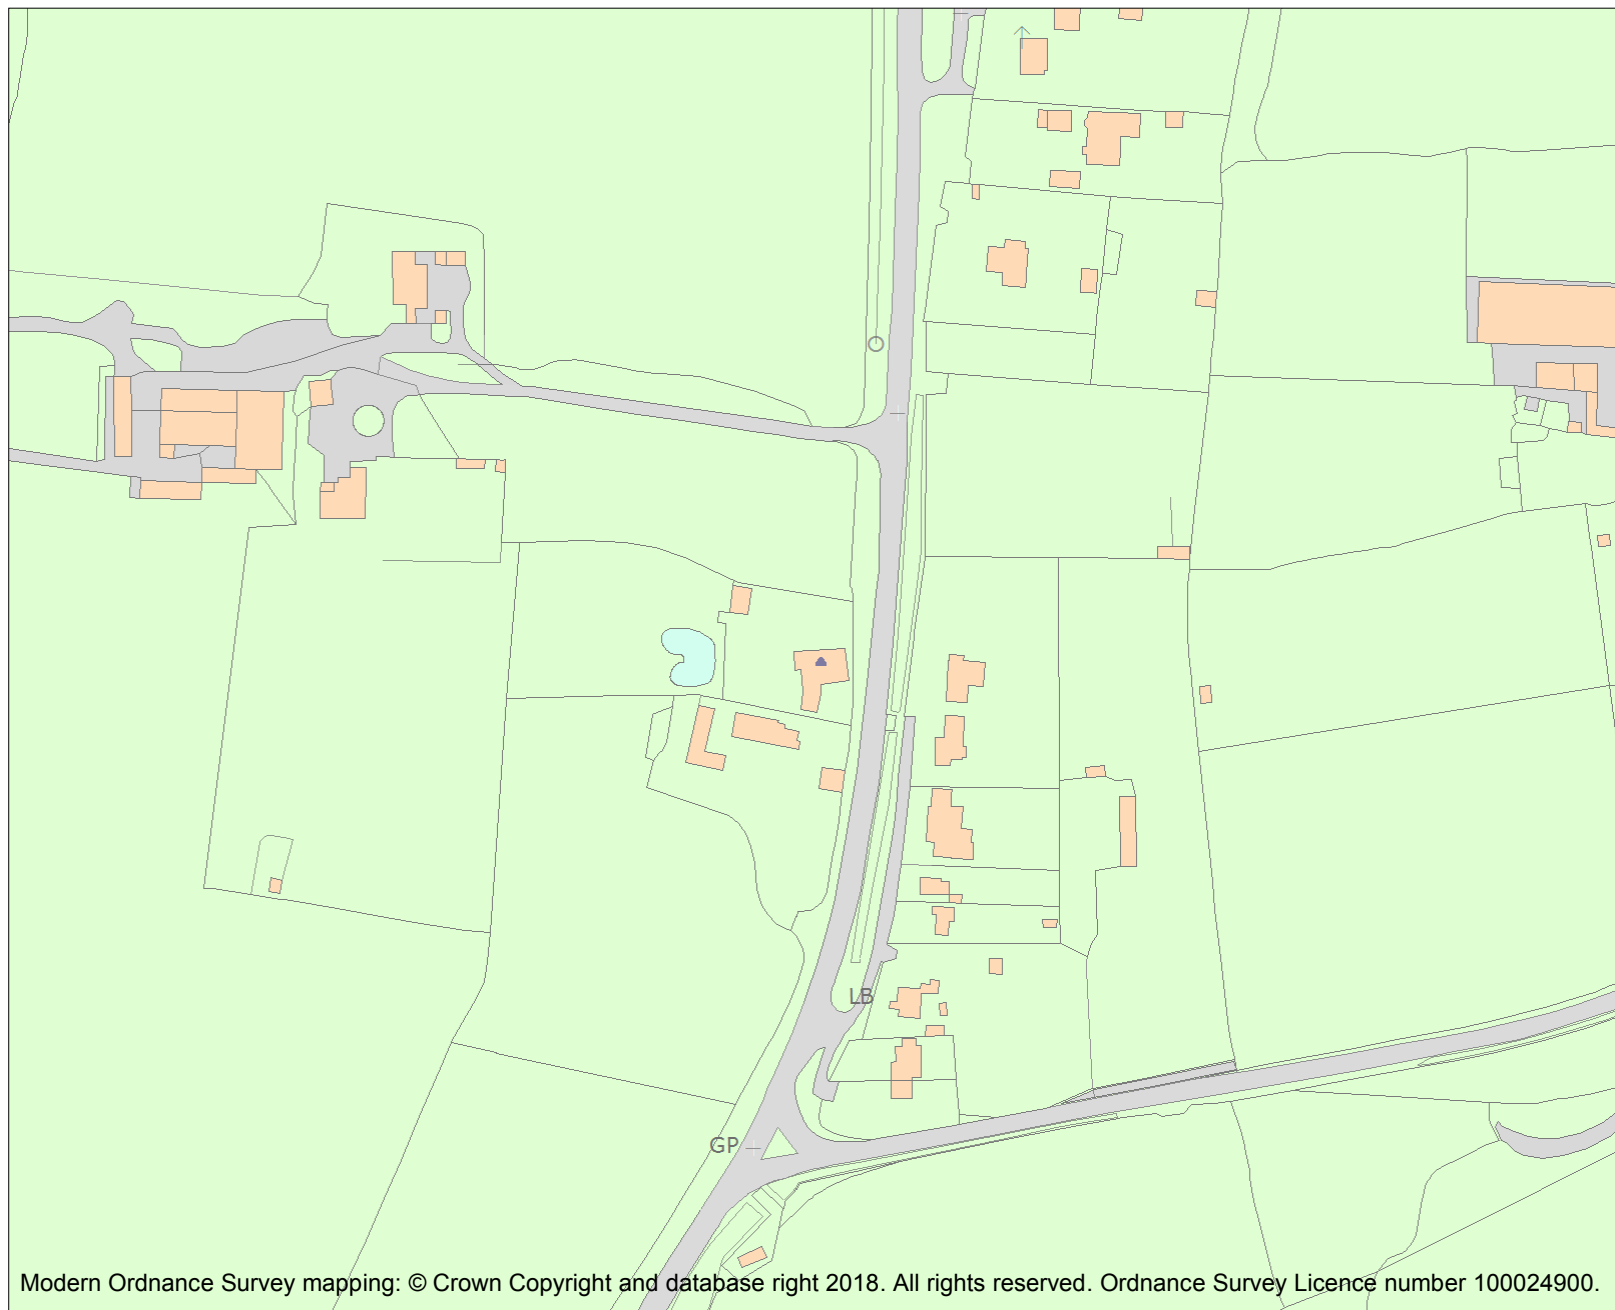 LB
GP
Modern Ordnance Survey mapping: © Crown Copyright and database right 2018. All rights reserved. Ordnance Survey Licence number 100024900.